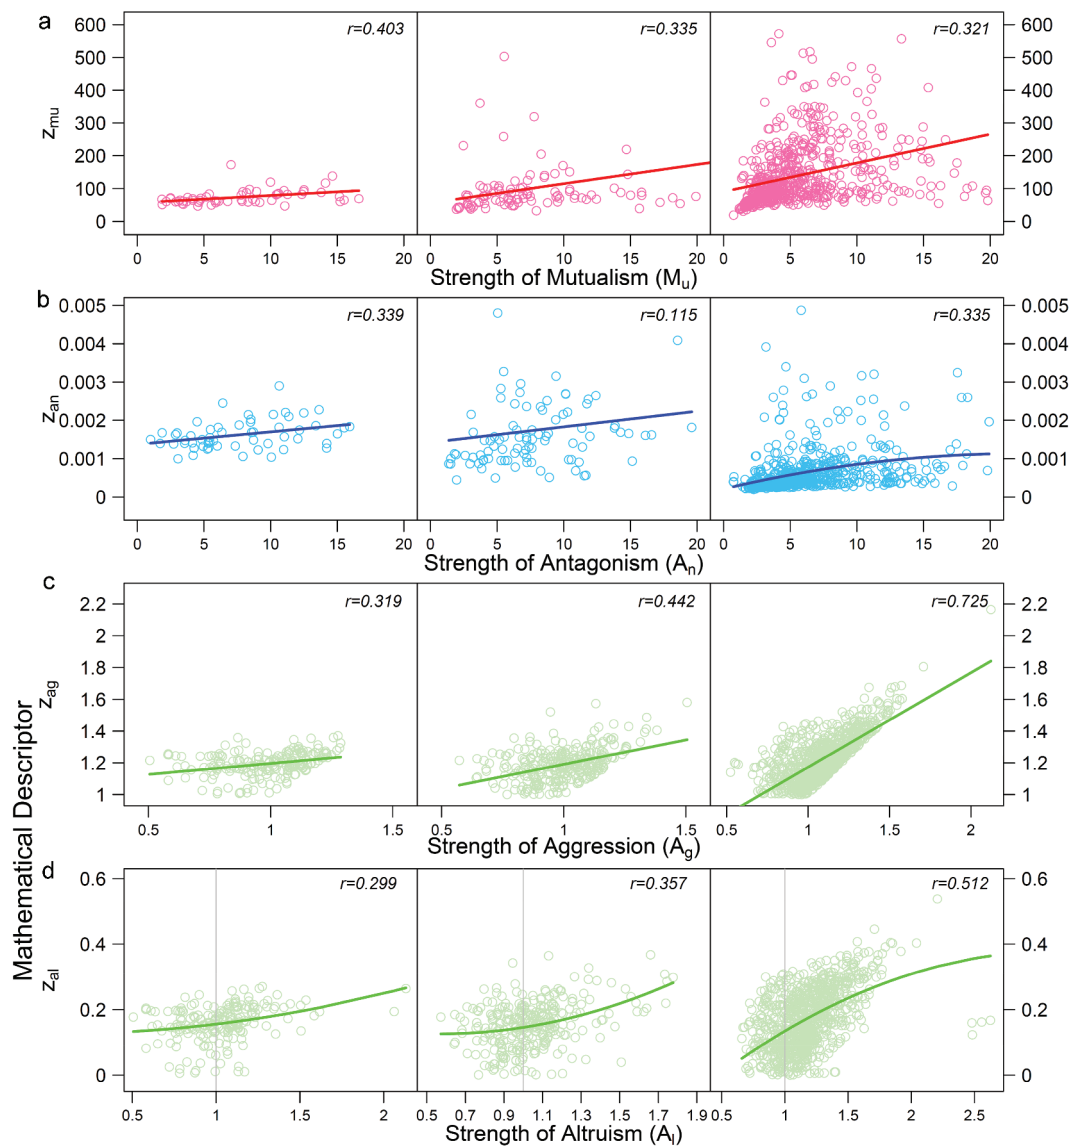 a
r=0.403
r=0.335
r=0.321
600
500
400
300
200
100
0
z_mu
600
500
400
300
200
100
0
0 5 10 15 20 0 5 10 15 20 0 5 10 15 20
Strength of Mutualism (M_u)
b
r=0.339
r=0.115
r=0.335
0.005
0.004
0.003
0.002
0.001
0
z_an
0.005
0.004
0.003
0.002
0.001
0
0 5 10 15 20 0 5 10 15 20 0 5 10 15 20
Strength of Antagonism (A_n)
c
r=0.319
r=0.442
r=0.725
2.2
2
1.8
1.6
1.4
1.2
1
z_ag
2.2
2
1.8
1.6
1.4
1.2
1
0.5 1 1.5 0.5 1 1.5 0.5 1 1.5 2
Strength of Aggression (A_g)
d
r=0.299
r=0.357
r=0.512
0.6
0.4
0.2
0
z_al
0.6
0.4
0.2
0
0.5 1 1.5 2 0.5 0.7 0.9 1.1 1.3 1.5 1.7 1.9 0.5 1 1.5 2 2.5
Strength of Altruism (A_l)
Mathematical Descriptor